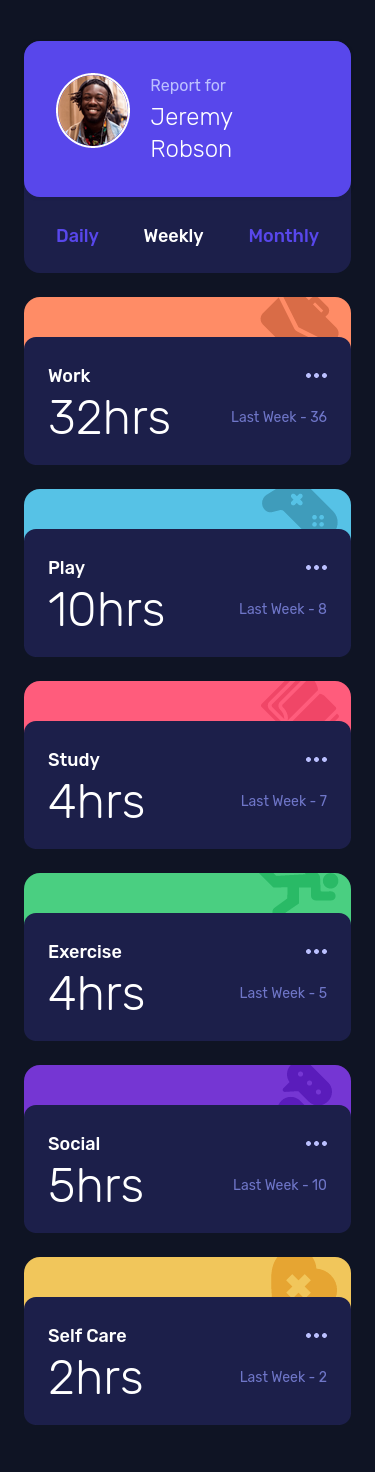 Report for
Jeremy
Robson
Daily Weekly Monthly
Work
32hrs Last Week - 36
Play
10hrs Last Week - 8
Study
4hrs Last Week - 7
Exercise
4hrs Last Week - 5
Social
5hrs Last Week - 10
Self Care
2hrs Last Week - 2